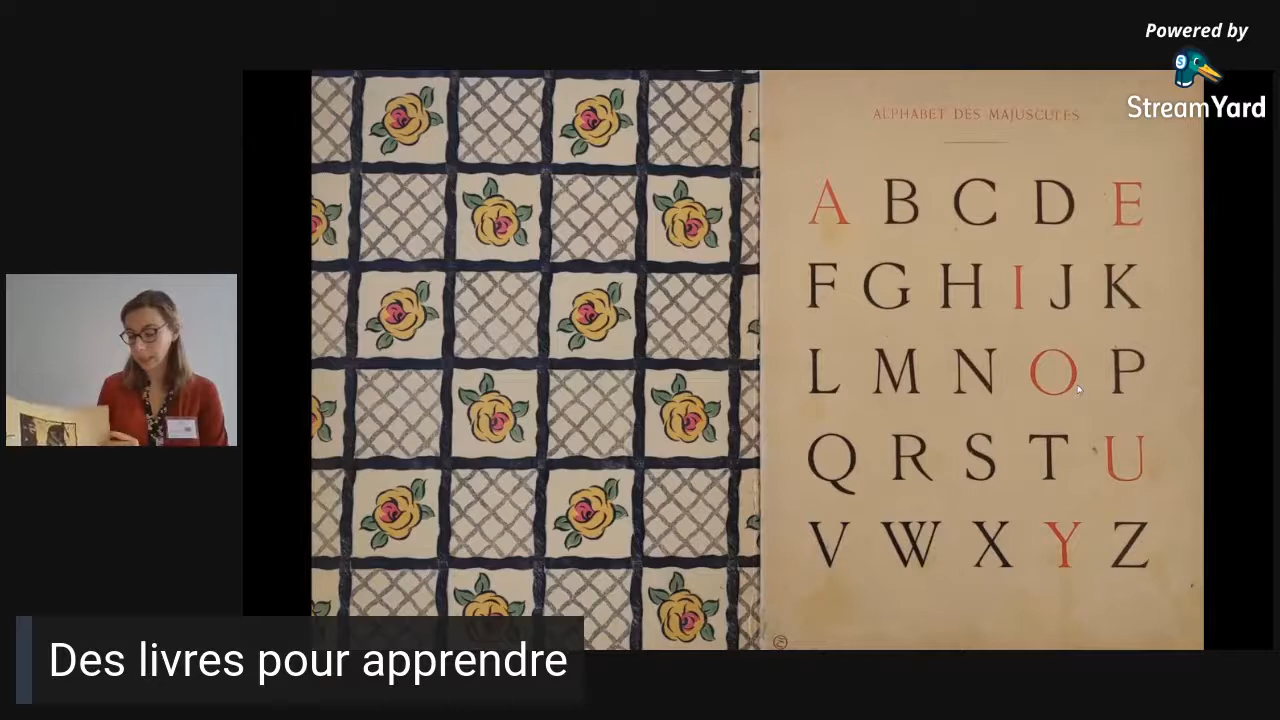 Powered by
StreamYard
ALPHABET DES MAJUSCULES
A B C D E
F G H I J K
L M N O P
Q R S T U
V W X Y Z
Des livres pour apprendre